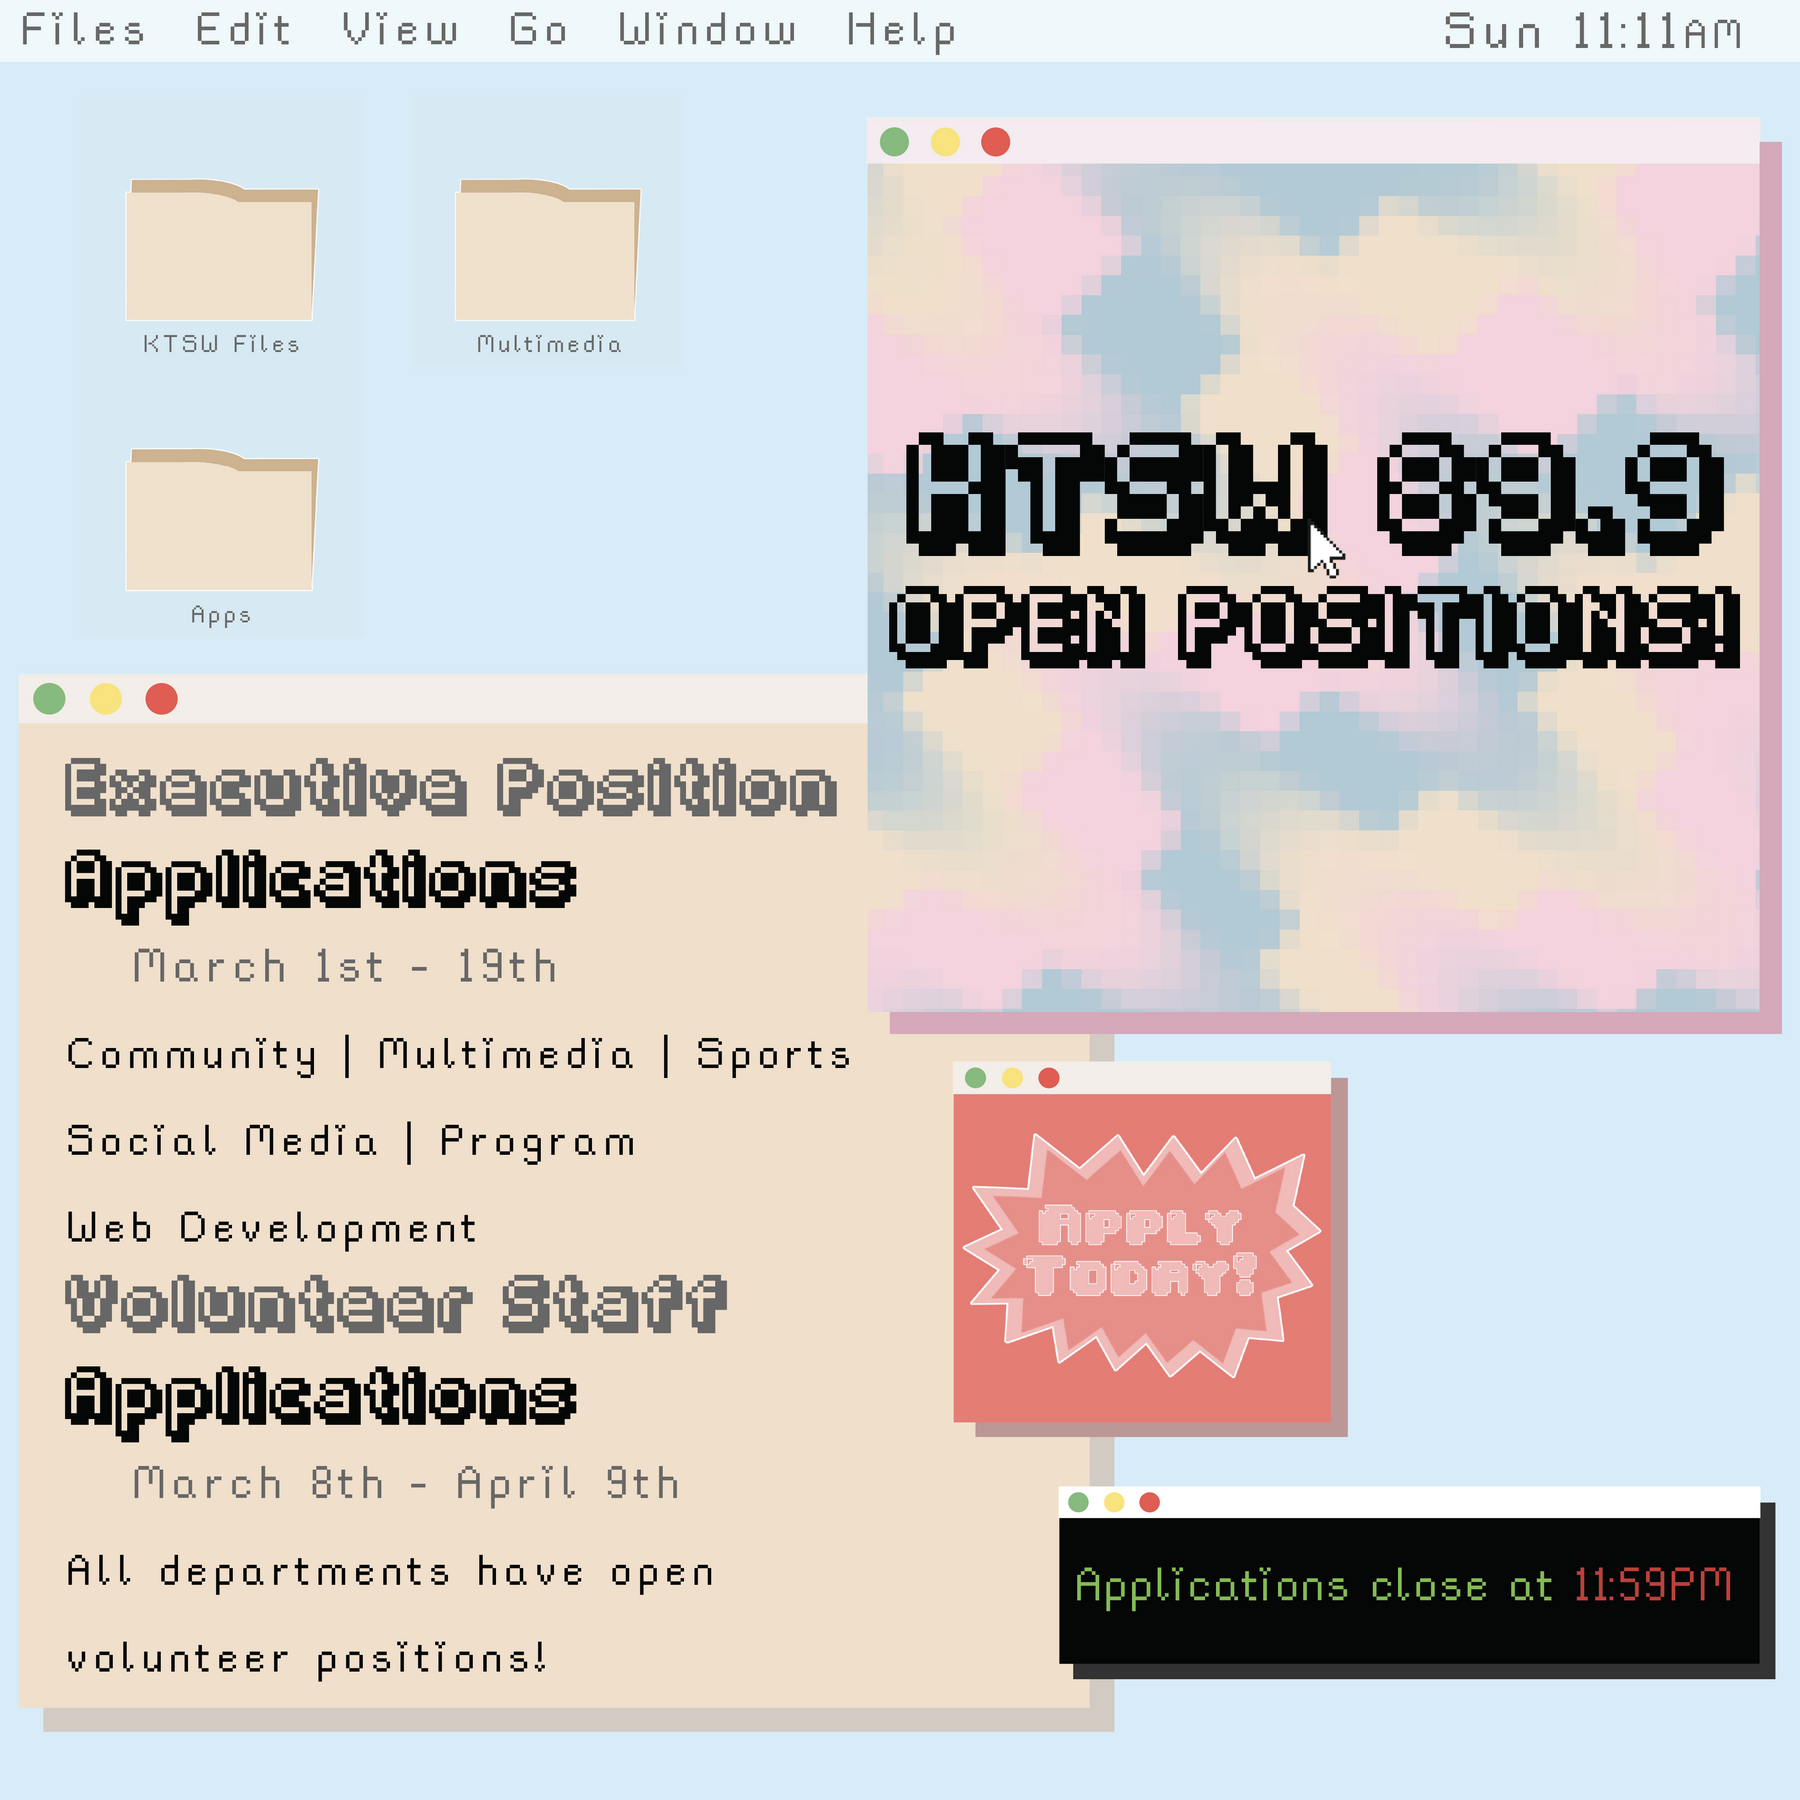 Files Edit View Go Window Help Sun 11:11AM
KTSW Files
Multimedia
Apps
KTSW 89.9
OPEN POSITIONS!
Executive Position
Applications
March 1st - 19th
Community | Multimedia | Sports
Social Media | Program
Web Development
Volunteer Staff
Applications
March 8th - April 9th
All departments have open
volunteer positions!
APPLY
TODAY!
Applications close at 11:59PM